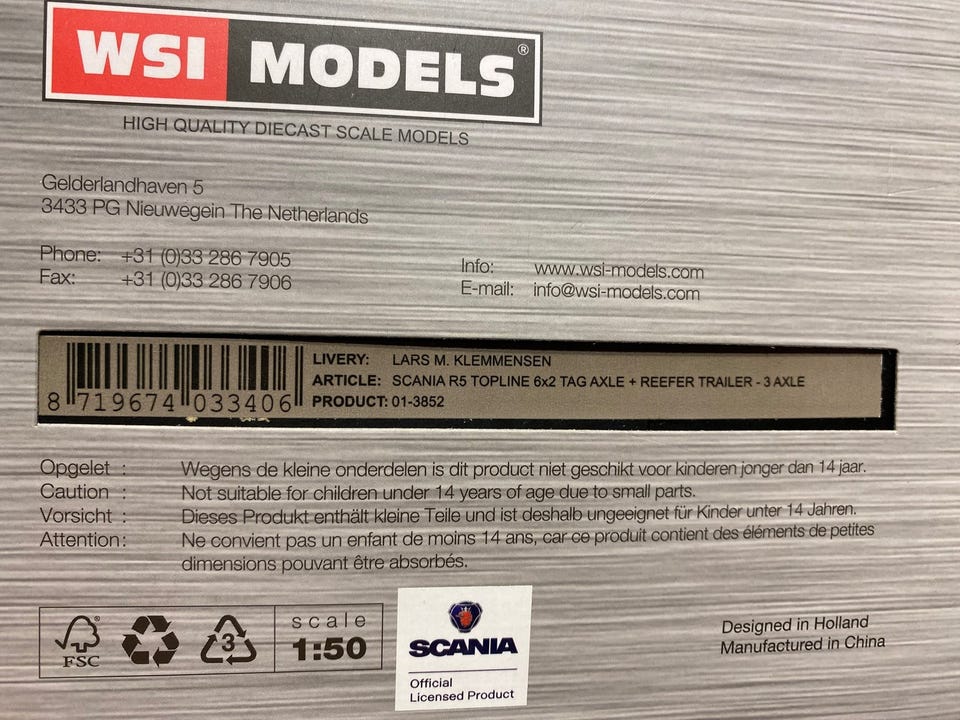 WSI MODELS®
HIGH QUALITY DIECAST SCALE MODELS
Gelderlandhaven 5
3433 PG Nieuwegein The Netherlands
Phone: +31 (0)33 286 7905
Fax: +31 (0)33 286 7906
Info: www.wsi-models.com
E-mail: info@wsi-models.com
LIVERY: LARS M. KLEMMENSEN
ARTICLE: SCANIA R5 TOPLINE 6x2 TAG AXLE + REEFER TRAILER - 3 AXLE
PRODUCT: 01-3852
8 719674 033406
Opgelet : Wegens de kleine onderdelen is dit product niet geschikt voor kinderen jonger dan 14 jaar.
Caution : Not suitable for children under 14 years of age due to small parts.
Vorsicht : Dieses Produkt enthält kleine Teile und ist deshalb ungeeignet für Kinder unter 14 Jahren.
Attention: Ne convient pas un enfant de moins 14 ans, car ce produit contient des éléments de petites
dimensions pouvant être absorbés.
FSC
3
scale
1:50
SCANIA
Official
Licensed Product
Designed in Holland
Manufactured in China